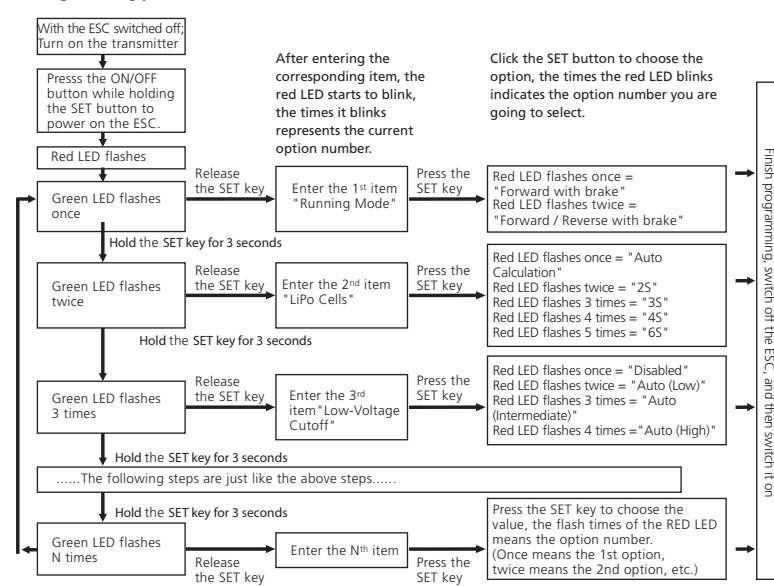 With the ESC switched off;
Turn on the transmitter
Presss the ON/OFF
button while holding
the SET button to
power on the ESC.
Red LED flashes
After entering the
corresponding item, the
red LED starts to blink,
the times it blinks
represents the current
option number.
Click the SET button to choose the
option, the times the red LED blinks
indicates the option number you are
going to select.
Green LED flashes
once
Release
the SET key
Enter the 1st item
"Running Mode"
Press the
SET key
Red LED flashes once =
"Forward with brake"
Red LED flashes twice =
"Forward / Reverse with brake"
Hold the SET key for 3 seconds
Green LED flashes
twice
Release
the SET key
Enter the 2nd item
"LiPo Cells"
Press the
SET key
Red LED flashes once = "Auto
Calculation"
Red LED flashes twice = "2S"
Red LED flashes 3 times = "3S"
Red LED flashes 4 times = "4S"
Red LED flashes 5 times = "6S"
Hold the SET key for 3 seconds
Green LED flashes
3 times
Release
the SET key
Enter the 3rd
item"Low-Voltage
Cutoff"
Press the
SET key
Red LED flashes once = "Disabled"
Red LED flashes twice = "Auto (Low)"
Red LED flashes 3 times = "Auto
(Intermediate)"
Red LED flashes 4 times ="Auto (High)"
Hold the SET key for 3 seconds
......The following steps are just like the above steps......
Hold the SET key for 3 seconds
Green LED flashes
N times
Release
the SET key
Enter the Nth item
Press the
SET key
Press the SET key to choose the
value, the flash times of the RED LED
means the option number.
(Once means the 1st option,
twice means the 2nd option, etc.)
Finish programming, switch off the ESC, and then switch it on